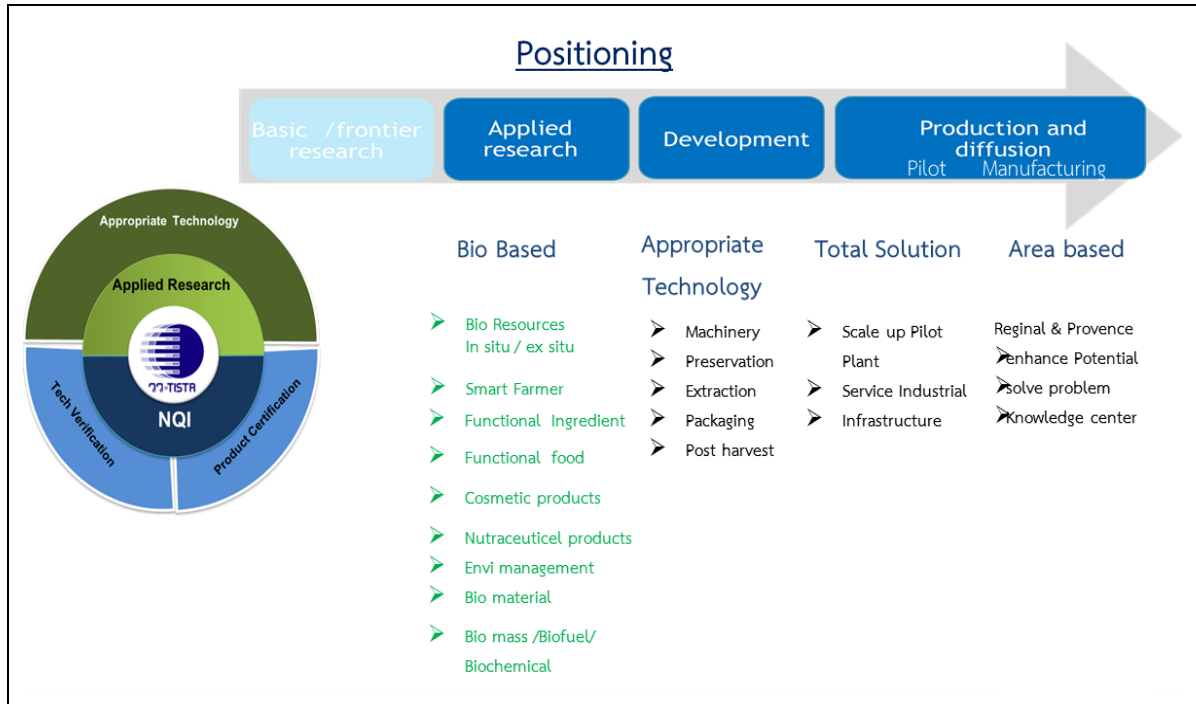 Positioning
Basic /frontier
research
Applied
research
Development
Production and
diffusion
Pilot Manufacturing
Appropriate Technology
Applied Research
วว-TISTR
NQI
Tech Verification
Product Certification
Bio Based
Bio Resources
In situ / ex situ
Smart Farmer
Functional Ingredient
Functional food
Cosmetic products
Nutraceuticel products
Envi management
Bio material
Bio mass /Biofuel/
Biochemical
Appropriate
Technology
Machinery
Preservation
Extraction
Packaging
Post harvest
Total Solution
Scale up Pilot
Plant
Service Industrial
Infrastructure
Area based
Reginal & Provence
enhance Potential
solve problem
Knowledge center